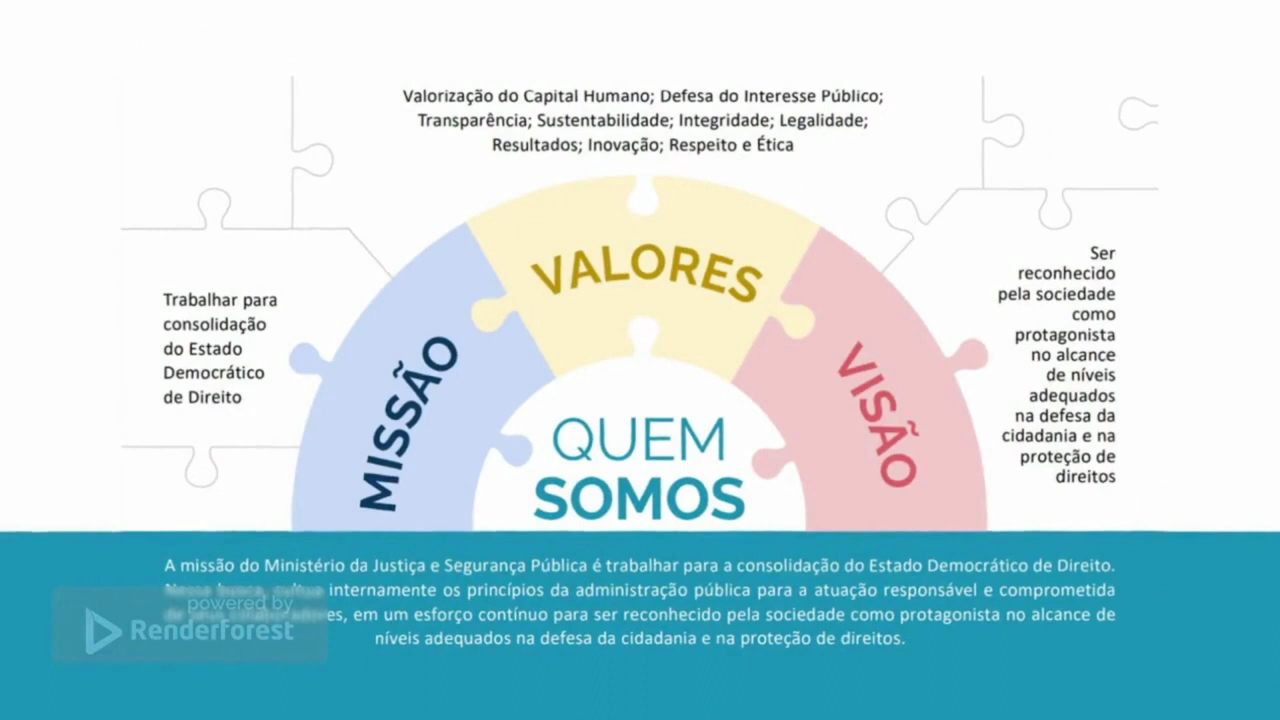 Valorização do Capital Humano; Defesa do Interesse Público;
Transparência; Sustentabilidade; Integridade; Legalidade;
Resultados; Inovação; Respeito e Ética
Trabalhar para
consolidação
do Estado
Democrático
de Direito
MISSÃO
VALORES
VISÃO
Ser
reconhecido
pela sociedade
como
protagonista
no alcance
de níveis
adequados
na defesa da
cidadania e na
proteção de
direitos
QUEM
SOMOS
A missão do Ministério da Justiça e Segurança Pública é trabalhar para a consolidação do Estado Democrático de Direito.
internamente os princípios da administração pública para a atuação responsável e comprometida
em um esforço contínuo para ser reconhecido pela sociedade como protagonista no alcance de
níveis adequados na defesa da cidadania e na proteção de direitos.
powered by
Renderforest